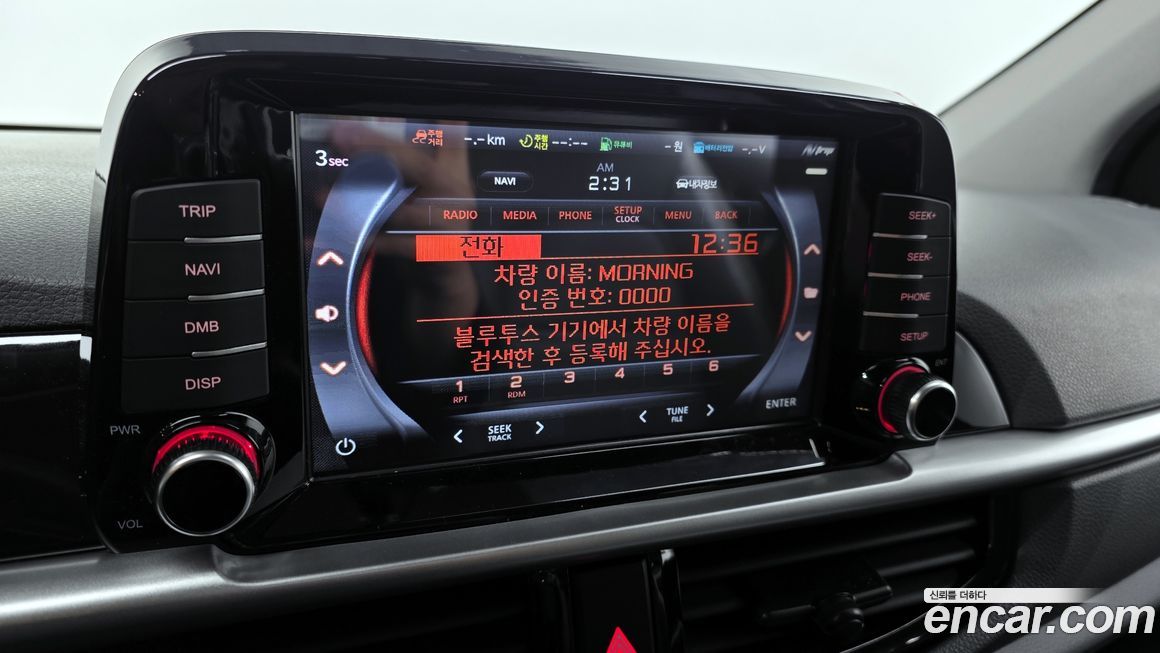 주행거리 -.-km 주행시간 --:-- 큐큐비 -원 배터리전압 -.-V
3 sec
AM
NAVI 2:31 내차정보
RADIO MEDIA PHONE SETUP CLOCK MENU BACK
전화 12:36
차량 이름: MORNING
인증 번호: 0000
블루투스 기기에서 차량 이름을
검색한 후 등록해 주십시오.
1 RPT 2 RDM 3 4 5 6
SEEK TRACK TUNE FILE ENTER
TRIP
NAVI
DMB
DISP
PWR
VOL
SEEK+
SEEK-
PHONE
SETUP
ENT
신뢰를 더하다
encar.com